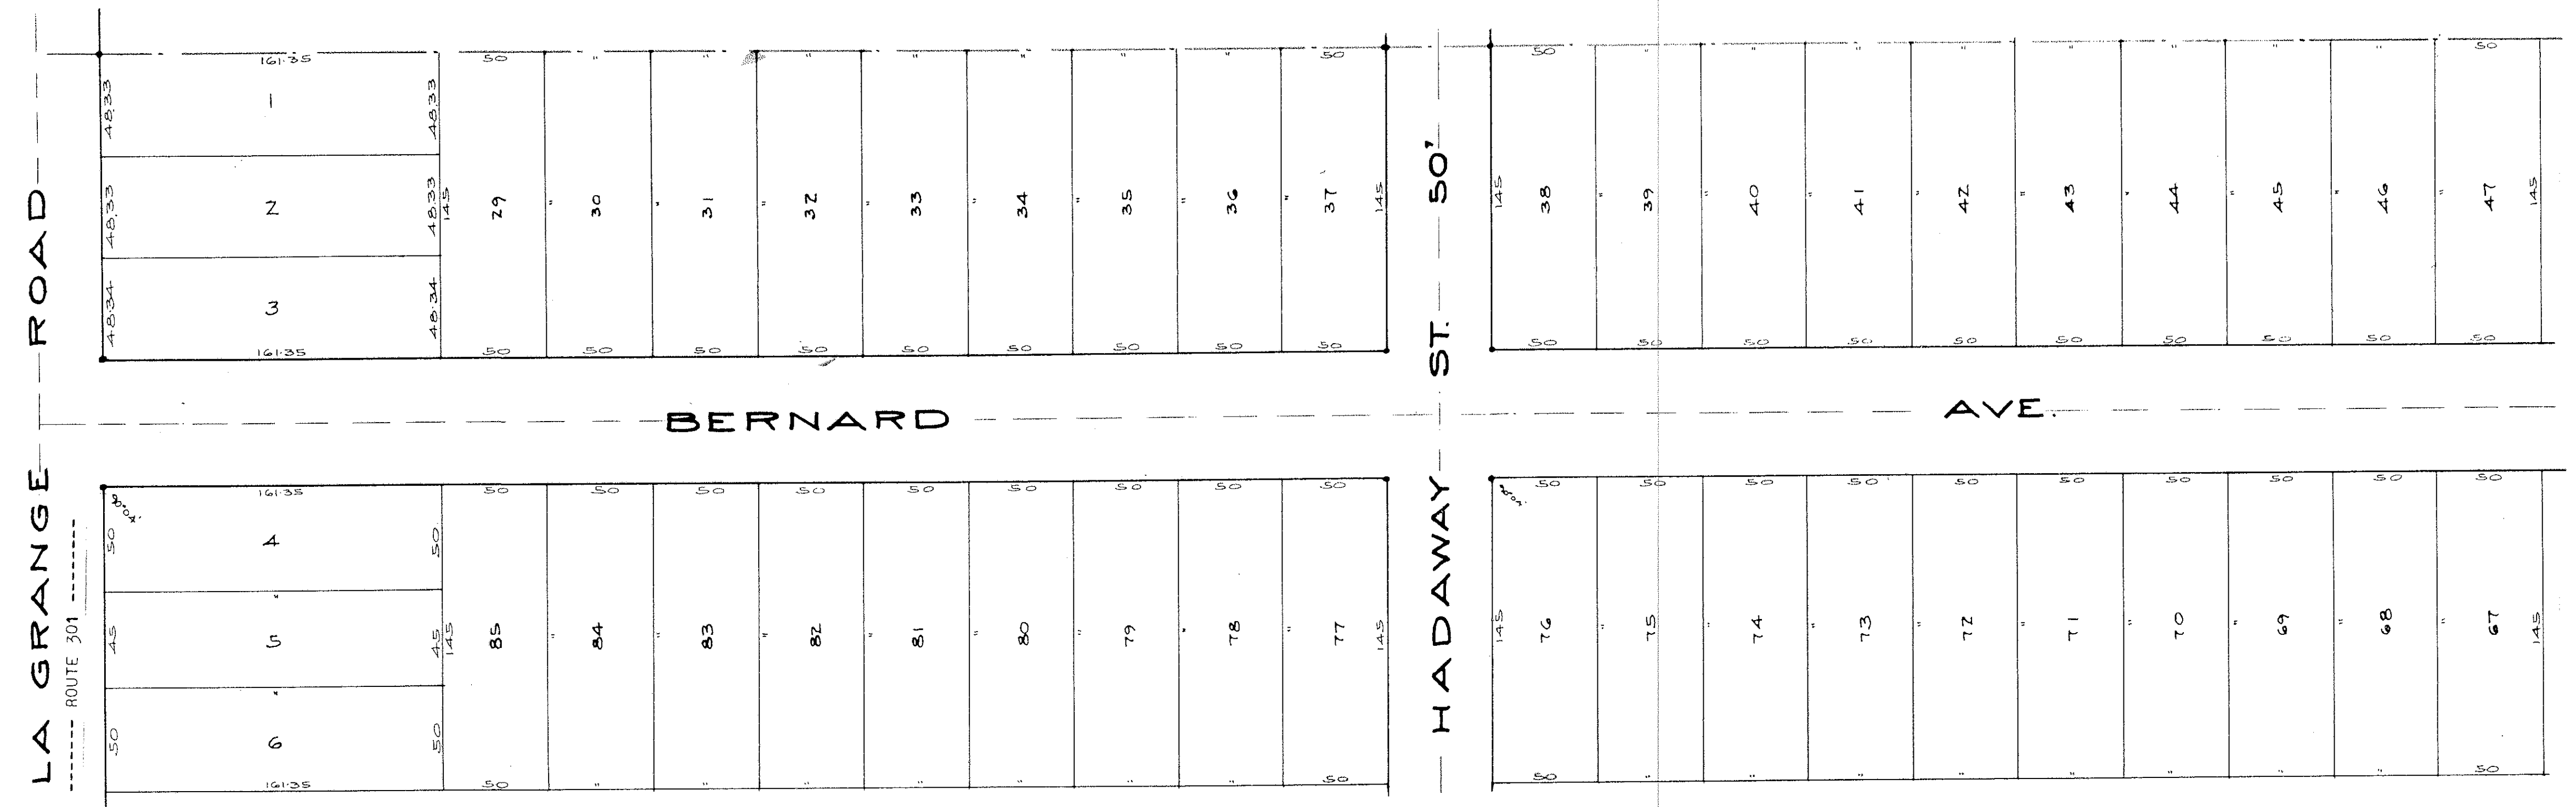 LA GRANGE ROAD
ROUTE 301
BERNARD AVE.
HADAWAY ST. 50'
161.35 50 " " " " " " " 50
50 " " " " " " " " 50
48.33 1 48.33
48.33 2 48.33
48.34 3 48.34
145 29 " 30 " 31 " 32 " 33 " 34 " 35 " 36 " 37 145
145 38 " 39 " 40 " 41 " 42 " 43 " 44 " 45 " 46 " 47 145
161.35 50 50 50 50 50 50 50 50 50
50 50 50 50 50 50 50 50 50 50
161.35 50 50 50 50 50 50 50 50 50
50 50 50 50 50 50 50 50 50 50
50 4 50
"
45 5 45
"
50 6 50
145 85 " 84 " 83 " 82 " 81 " 80 " 79 " 78 " 77 145
145 76 " 75 " 74 " 73 " 72 " 71 " 70 " 69 " 68 " 67 145
161.35 50 " " " " " " " 50
50 " " " " " " " " 50